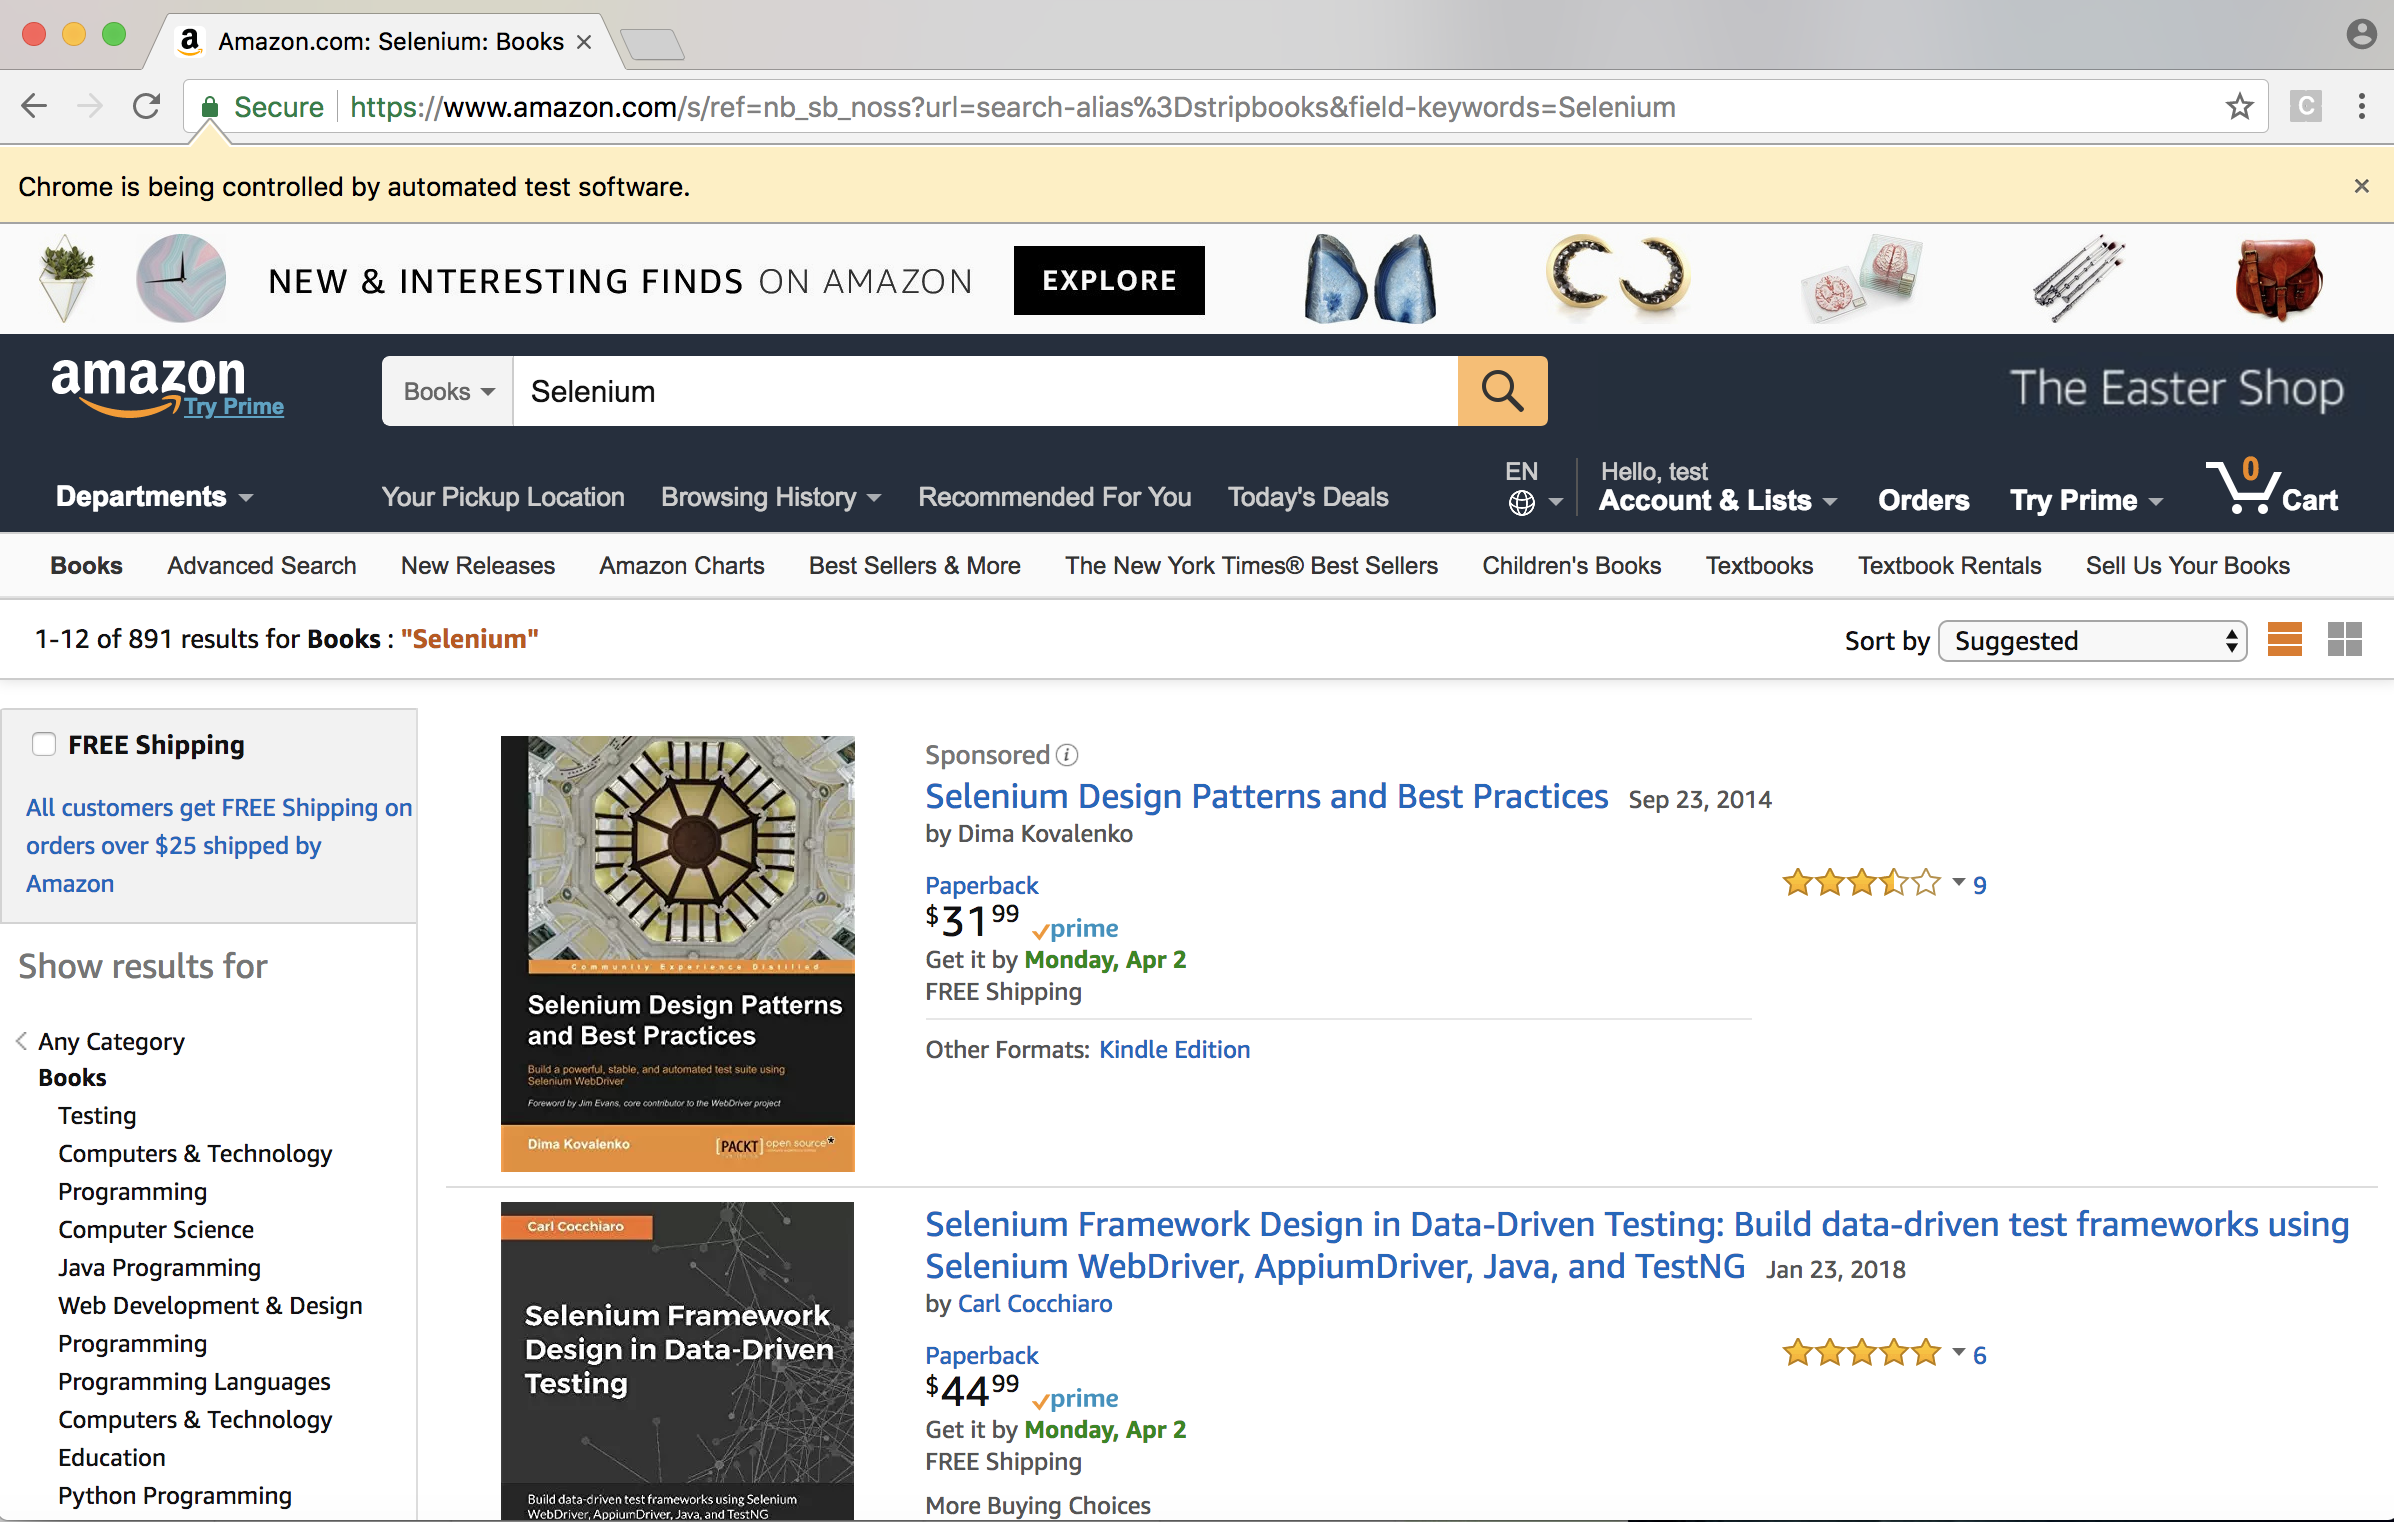 Amazon.com: Selenium: Books
Secure
https://www.amazon.com/s/ref=nb_sb_noss?url=search-alias%3Dstripbooks&field-keywords=Selenium
C
Chrome is being controlled by automated test software.
NEW & INTERESTING FINDS ON AMAZON
EXPLORE
amazon
Try Prime
Books
Selenium
The Easter Shop
Departments
Your Pickup Location
Browsing History
Recommended For You
Today's Deals
EN
Hello, test
Account & Lists
Orders
Try Prime
0
Cart
Books
Advanced Search
New Releases
Amazon Charts
Best Sellers & More
The New York Times® Best Sellers
Children's Books
Textbooks
Textbook Rentals
Sell Us Your Books
1-12 of 891 results for Books : "Selenium"
Sort by
Suggested
FREE Shipping
All customers get FREE Shipping on
orders over $25 shipped by
Amazon
Show results for
Any Category
Books
Testing
Computers & Technology
Programming
Computer Science
Java Programming
Web Development & Design
Programming
Programming Languages
Computers & Technology
Education
Python Programming
Community Experience Distilled
Selenium Design Patterns
and Best Practices
Build a powerful, stable, and automated test suite using
Selenium WebDriver
Foreword by Jim Evans, core contributor to the WebDriver project
Dima Kovalenko
[PACKT] open source*
Sponsored
Selenium Design Patterns and Best Practices Sep 23, 2014
by Dima Kovalenko
Paperback
$31 99 prime
Get it by Monday, Apr 2
FREE Shipping
Other Formats: Kindle Edition
9
Carl Cocchiaro
Selenium Framework
Design in Data-Driven
Testing
Build data-driven test frameworks using Selenium
WebDriver, AppiumDriver, Java, and TestNG
Selenium Framework Design in Data-Driven Testing: Build data-driven test frameworks using
Selenium WebDriver, AppiumDriver, Java, and TestNG Jan 23, 2018
by Carl Cocchiaro
Paperback
$44 99 prime
Get it by Monday, Apr 2
FREE Shipping
More Buying Choices
6